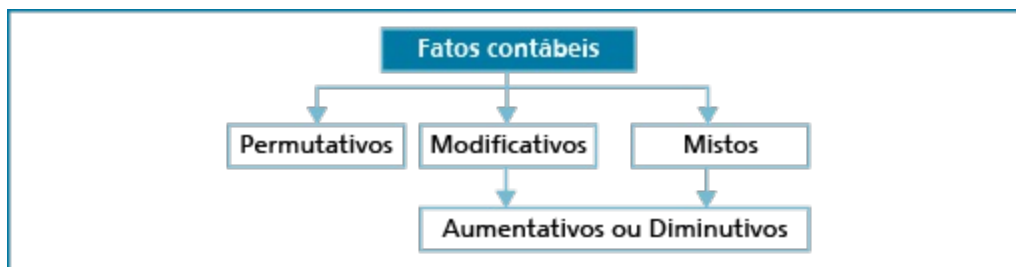 Fatos contábeis
Permutativos
Modificativos
Mistos
Aumentativos ou Diminutivos